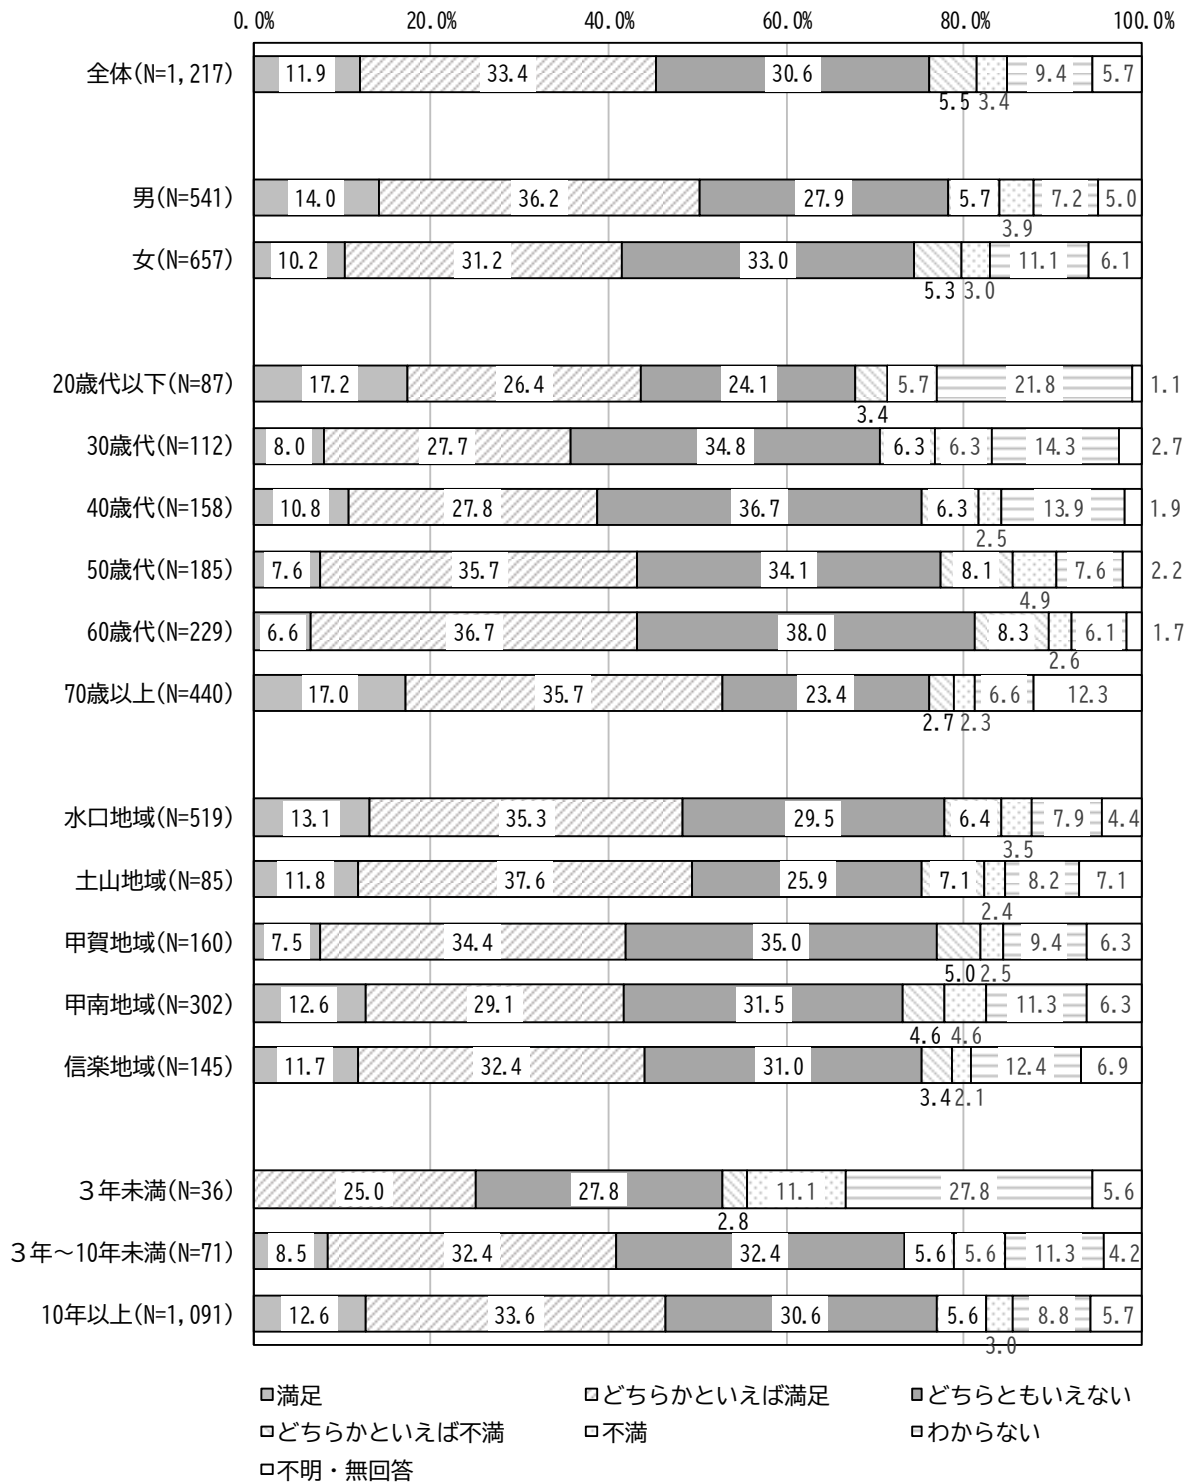 0.0% 20.0% 40.0% 60.0% 80.0% 100.0%
全体(N=1,217) 11.9 33.4 30.6 9.4 5.7
5.5 3.4
男(N=541) 14.0 36.2 27.9 5.7 7.2 5.0
3.9
女(N=657) 10.2 31.2 33.0 11.1 6.1
5.3 3.0
20歳代以下(N=87) 17.2 26.4 24.1 5.7 21.8 1.1
3.4
30歳代(N=112) 8.0 27.7 34.8 6.3 6.3 14.3 2.7
40歳代(N=158) 10.8 27.8 36.7 6.3 13.9 1.9
2.5
50歳代(N=185) 7.6 35.7 34.1 8.1 7.6 2.2
4.9
60歳代(N=229) 6.6 36.7 38.0 8.3 6.1 1.7
2.6
70歳以上(N=440) 17.0 35.7 23.4 6.6 12.3
2.7 2.3
水口地域(N=519) 13.1 35.3 29.5 6.4 7.9 4.4
3.5
土山地域(N=85) 11.8 37.6 25.9 7.1 8.2 7.1
2.4
甲賀地域(N=160) 7.5 34.4 35.0 9.4 6.3
5.0 2.5
甲南地域(N=302) 12.6 29.1 31.5 11.3 6.3
4.6 4.6
信楽地域(N=145) 11.7 32.4 31.0 12.4 6.9
3.4 2.1
３年未満(N=36) 25.0 27.8 11.1 27.8 5.6
2.8
３年～10年未満(N=71) 8.5 32.4 32.4 5.6 5.6 11.3 4.2
10年以上(N=1,091) 12.6 33.6 30.6 5.6 8.8 5.7
3.0
満足 どちらかといえば満足 どちらともいえない
どちらかといえば不満 不満 わからない
不明・無回答